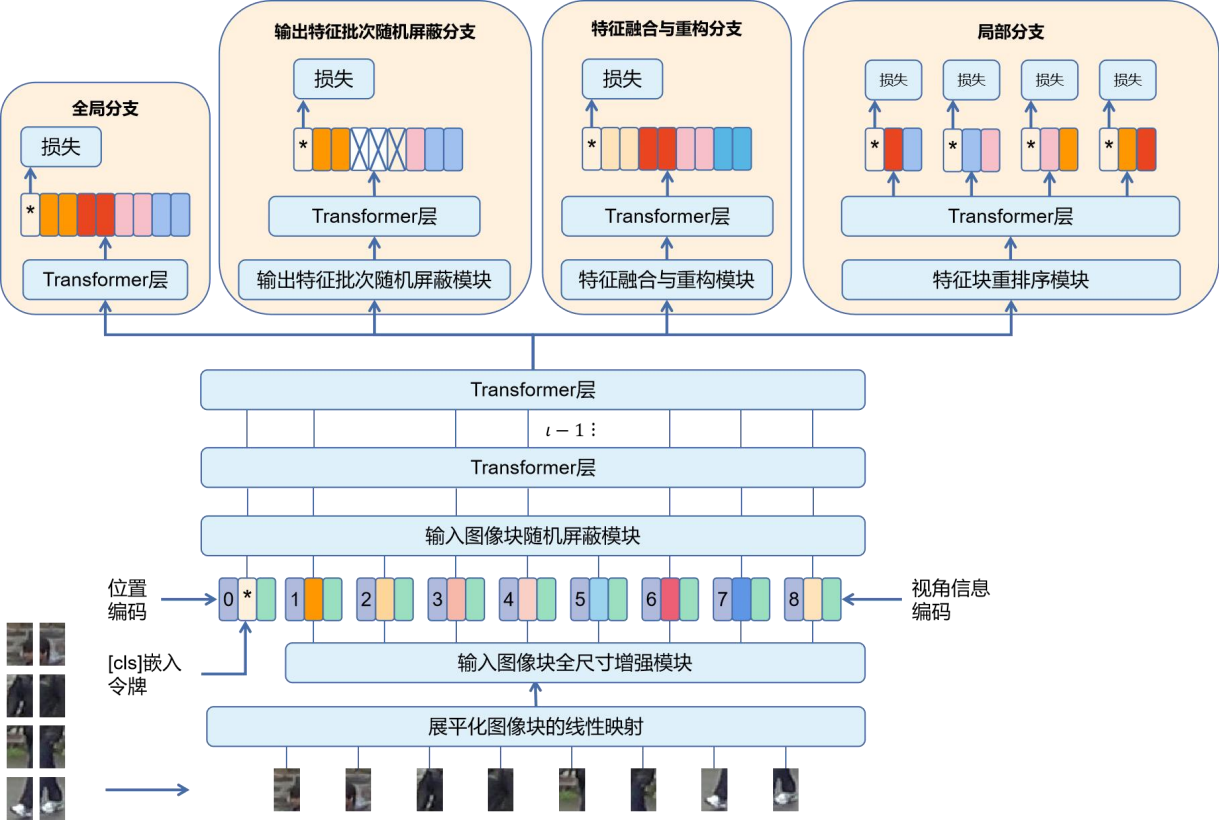 全局分支
损失
*
Transformer层
输出特征批次随机屏蔽分支
损失
*
Transformer层
输出特征批次随机屏蔽模块
特征融合与重构分支
损失
*
Transformer层
特征融合与重构模块
局部分支
损失 损失 损失 损失
* * * *
Transformer层
特征块重排序模块
Transformer层
ι − 1 ⋮
Transformer层
输入图像块随机屏蔽模块
位置
编码
0 * 1 2 3 4 5 6 7 8
视角信息
编码
[cls]嵌入
令牌
输入图像块全尺寸增强模块
展平化图像块的线性映射